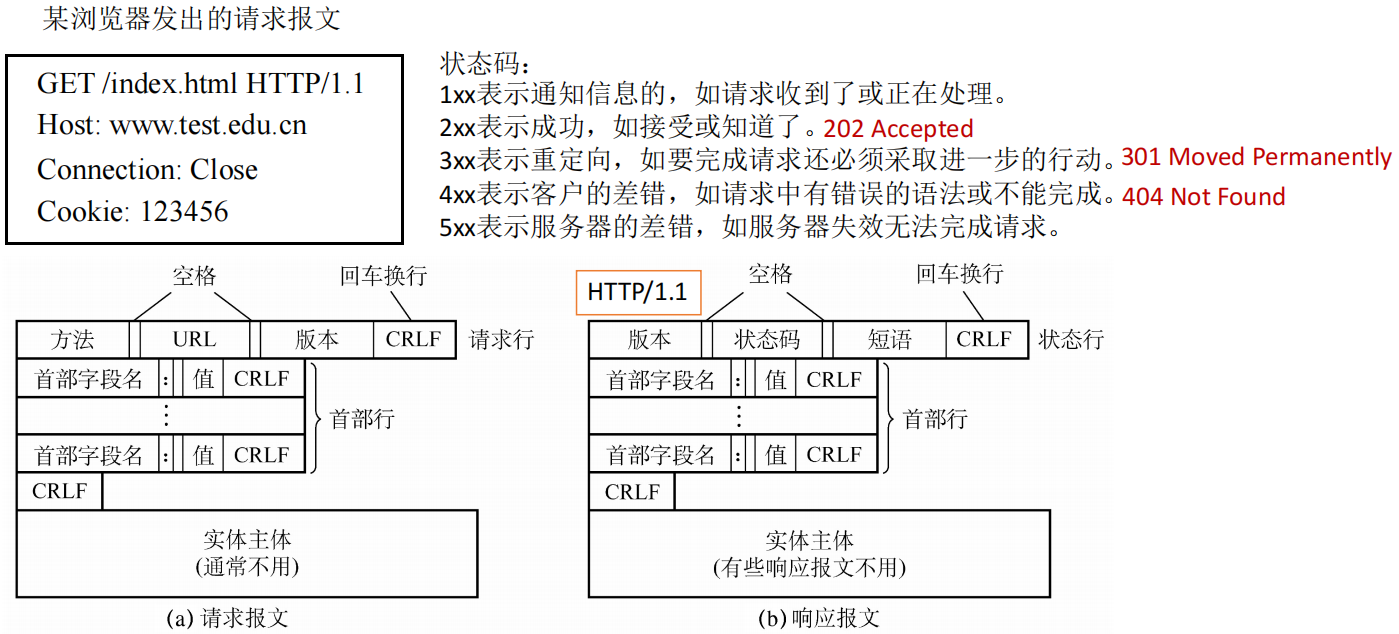 某浏览器发出的请求报文
GET /index.html HTTP/1.1
Host: www.test.edu.cn
Connection: Close
Cookie: 123456
状态码：
1xx表示通知信息的，如请求收到了或正在处理。
2xx表示成功，如接受或知道了。202 Accepted
3xx表示重定向，如要完成请求还必须采取进一步的行动。301 Moved Permanently
4xx表示客户的差错，如请求中有错误的语法或不能完成。404 Not Found
5xx表示服务器的差错，如服务器失效无法完成请求。
空格 回车换行
方法 URL 版本 CRLF 请求行
首部字段名 : 值 CRLF
⋮ 首部行
首部字段名 : 值 CRLF
CRLF
实体主体
(通常不用)
(a) 请求报文
HTTP/1.1 空格 回车换行
版本 状态码 短语 CRLF 状态行
首部字段名 : 值 CRLF
⋮ 首部行
首部字段名 : 值 CRLF
CRLF
实体主体
(有些响应报文不用)
(b) 响应报文